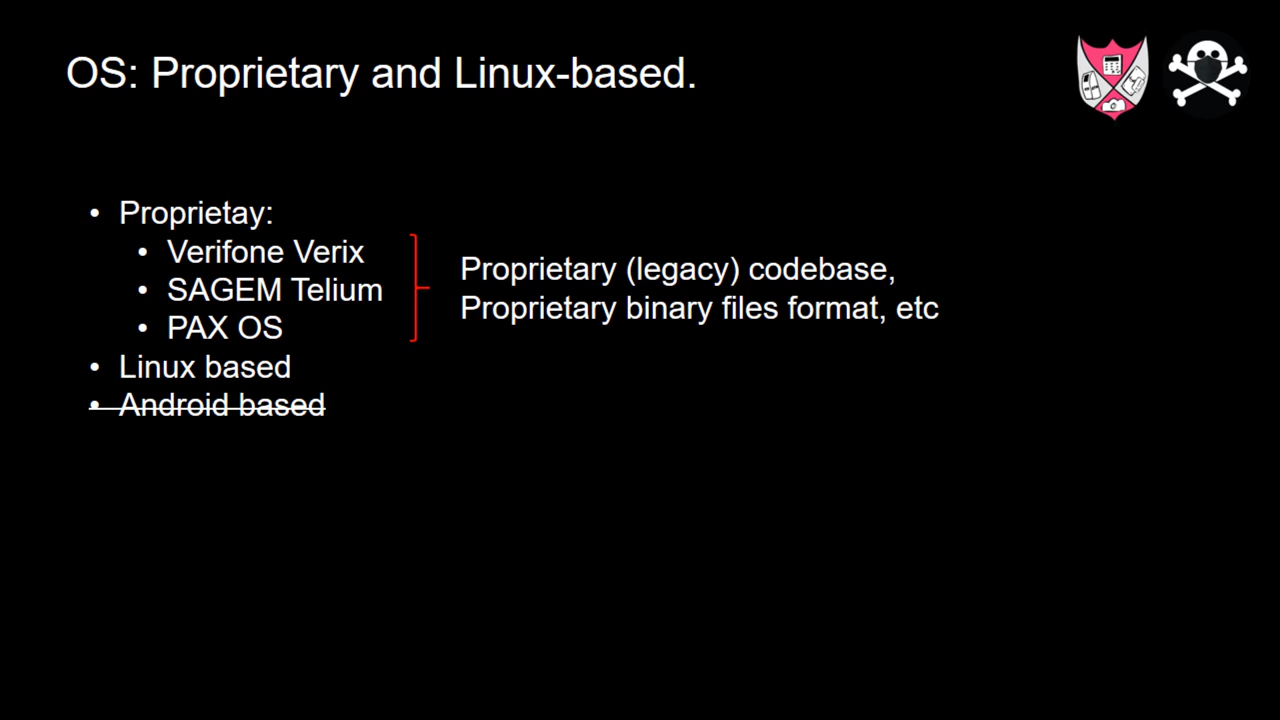 OS: Proprietary and Linux-based.
• Proprietay:
• Verifone Verix
• SAGEM Telium
• PAX OS
Proprietary (legacy) codebase,
Proprietary binary files format, etc
• Linux based
• Android based